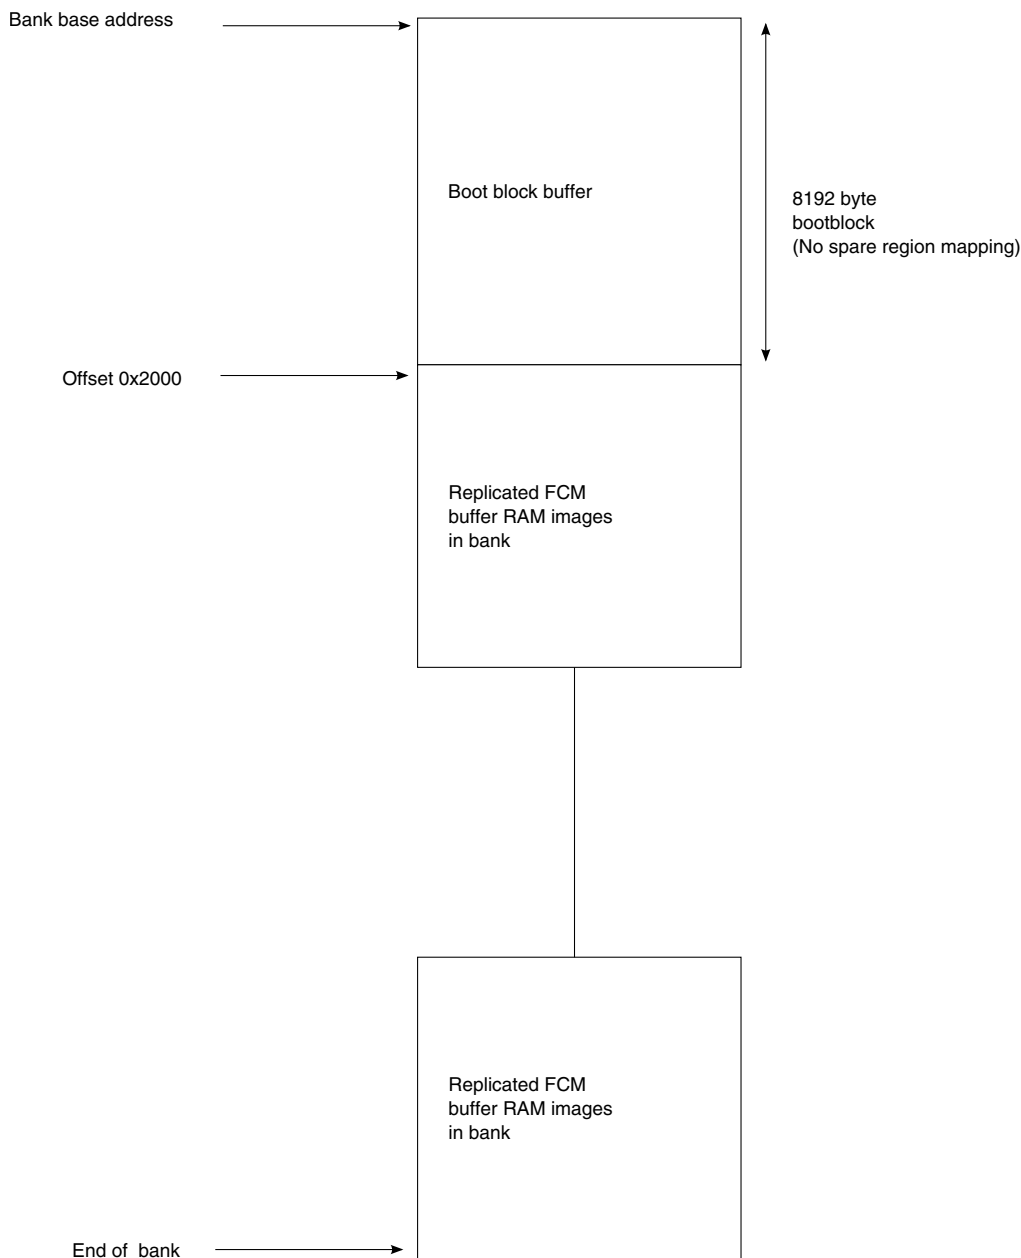 Bank base address
Boot block buffer
8192 byte
bootblock
(No spare region mapping)
Offset 0x2000
Replicated FCM
buffer RAM images
in bank
Replicated FCM
buffer RAM images
in bank
End of  bank